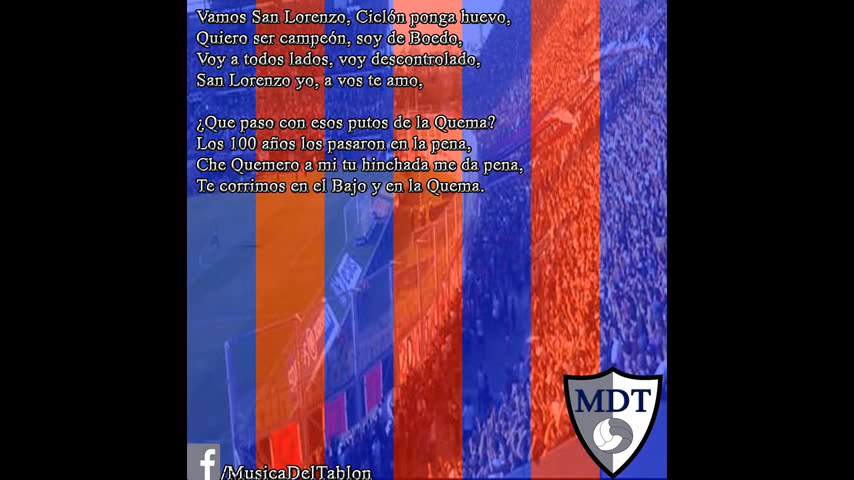 Vamos San Lorenzo, Ciclón ponga huevo,
Quiero ser campeón, soy de Boedo,
Voy a todos lados, voy descontrolado,
San Lorenzo yo, a vos te amo,
¿Que paso con esos putos de la Quema?
Los 100 años los pasaron en la pena,
Che Quemero a mi tu hinchada me da pena,
Te corrimos en el Bajo y en la Quema.
MDT
f /MusicaDelTablon